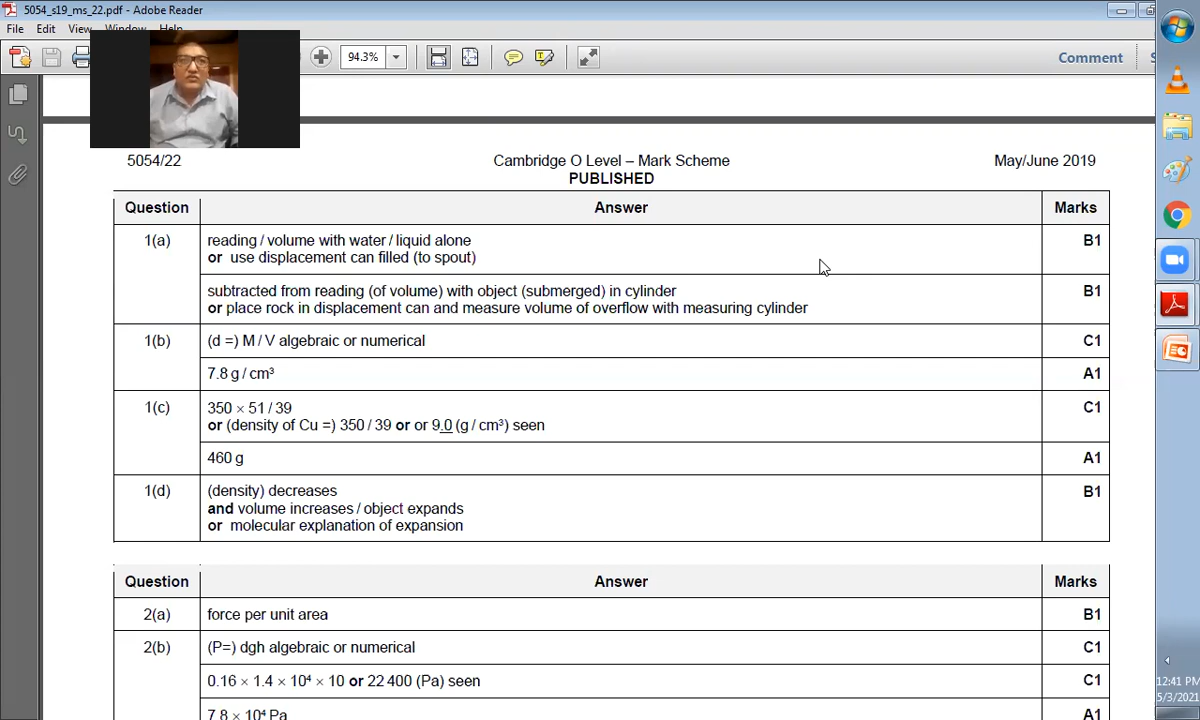 5054_s19_ms_22.pdf - Adobe Reader
File Edit View Window Help
94.3%
Comment
5054/22
Cambridge O Level – Mark Scheme
PUBLISHED
May/June 2019
Question Answer Marks
1(a) reading / volume with water / liquid alone B1
or use displacement can filled (to spout)
subtracted from reading (of volume) with object (submerged) in cylinder B1
or place rock in displacement can and measure volume of overflow with measuring cylinder
1(b) (d =) M / V algebraic or numerical C1
7.8 g / cm³ A1
1(c) 350 × 51 / 39 C1
or (density of Cu =) 350 / 39 or or 9.0 (g / cm³) seen
460 g A1
1(d) (density) decreases B1
and volume increases / object expands
or molecular explanation of expansion
Question Answer Marks
2(a) force per unit area B1
2(b) (P=) dgh algebraic or numerical C1
0.16 × 1.4 × 10⁴ × 10 or 22 400 (Pa) seen C1
7.8 × 10⁴ Pa A1
12:41 PM
5/3/2021